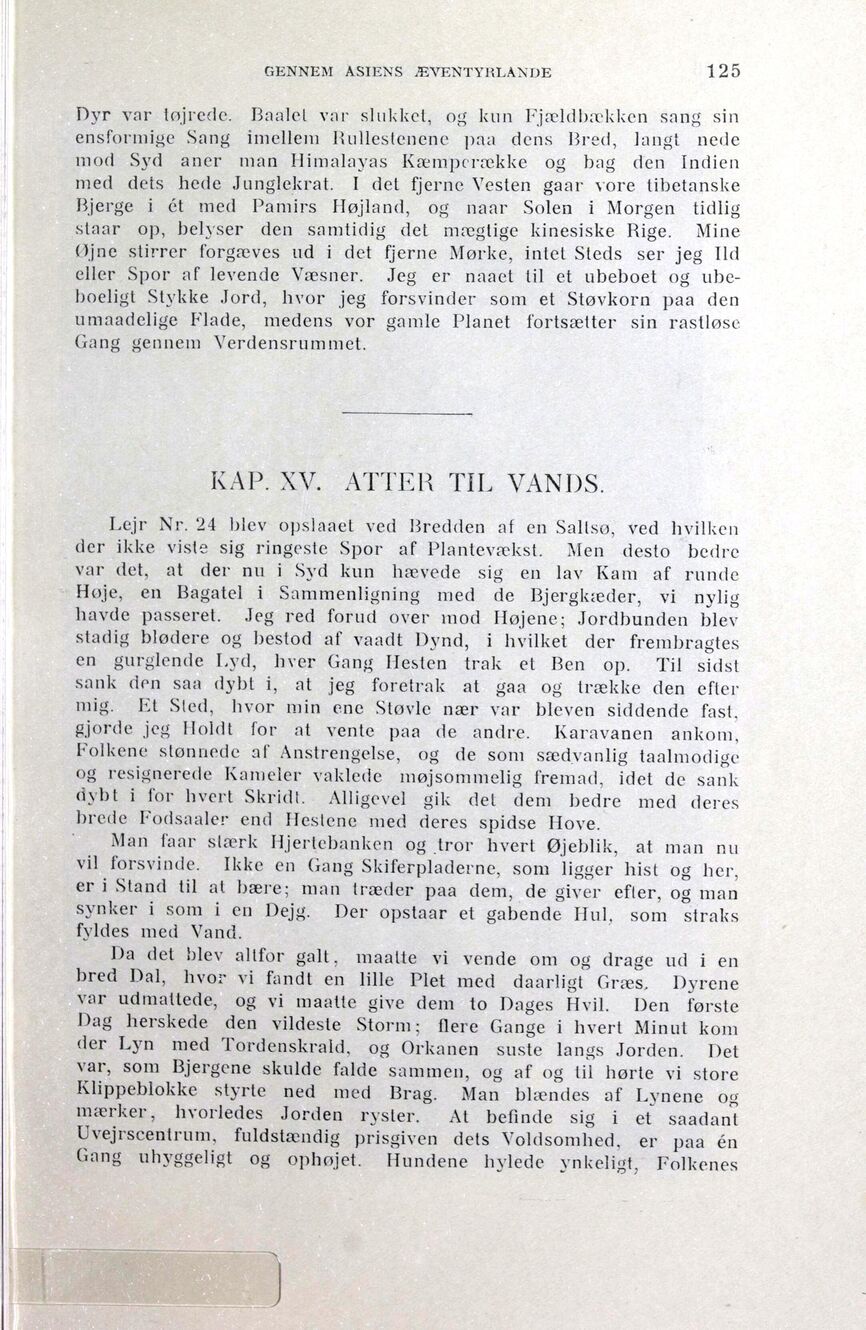 GENNEM ASIENS ÆVENTYRLANDE 125
Dyr var tøjrede. Baalet var slukket, og kun Fjældbækken sang sin
ensformige Sang imellem Rullestenene paa dens Bred, langt nede
mod Syd aner man Himalayas Kæmperække og bag den Indien
med dets hede Junglekrat. I det fjerne Vesten gaar vore tibetanske
Bjerge i ét med Pamirs Højland, og naar Solen i Morgen tidlig
staar op, belyser den samtidig det mægtige kinesiske Rige. Mine
Øjne stirrer forgæves ud i det fjerne Mørke, intet Steds ser jeg Ild
eller Spor af levende Væsner. Jeg er naaet til et ubeboet og ube-
boeligt Stykke Jord, hvor jeg forsvinder som et Støvkorn paa den
umaadelige Flade, medens vor gamle Planet fortsætter sin rastløse
Gang gennem Verdensrummet.
KAP. XV. ATTER TIL VANDS.
Lejr Nr. 24 blev opslaaet ved Bredden af en Saltsø, ved hvilken
der ikke viste sig ringeste Spor af Plantevækst. Men desto bedre
var det, at der nu i Syd kun hævede sig en lav Kam af runde
Høje, en Bagatel i Sammenligning med de Bjergkæder, vi nylig
havde passeret. Jeg red forud over mod Højene; Jordbunden blev
stadig blødere og bestod af vaadt Dynd, i hvilket der frembragtes
en gurglende Lyd, hver Gang Hesten trak et Ben op. Til sidst
sank den saa dybt i, at jeg foretrak at gaa og trække den efter
mig. Et Sted, hvor min ene Støvle nær var bleven siddende fast,
gjorde jeg Holdt for at vente paa de andre. Karavanen ankom,
Folkene stønnede af Anstrengelse, og de som sædvanlig taalmodige
og resignerede Kameler vaklede møjsommelig fremad, idet de sank
dybt i for hvert Skridt. Alligevel gik det dem bedre med deres
brede Fodsaaler end Hestene med deres spidse Hove.
Man faar stærk Hjertebanken og tror hvert Øjeblik, at man nu
vil forsvinde. Ikke en Gang Skiferpladerne, som ligger hist og her,
er i Stand til at bære; man træder paa dem, de giver efter, og man
synker i som i en Dejg. Der opstaar et gabende Hul, som straks
fyldes med Vand.
Da det blev altfor galt, maatte vi vende om og drage ud i en
bred Dal, hvor vi fandt en lille Plet med daarligt Græs. Dyrene
var udmattede, og vi maatte give dem to Dages Hvil. Den første
Dag herskede den vildeste Storm; flere Gange i hvert Minut kom
der Lyn med Tordenskrald, og Orkanen suste langs Jorden. Det
var, som Bjergene skulde falde sammen, og af og til hørte vi store
Klippeblokke styrte ned med Brag. Man blændes af Lynene og
mærker, hvorledes Jorden ryster. At befinde sig i et saadant
Uvejrscentrum, fuldstændig prisgiven dets Voldsomhed, er paa én
Gang uhyggeligt og ophøjet. Hundene hylede ynkeligt, Folkenes